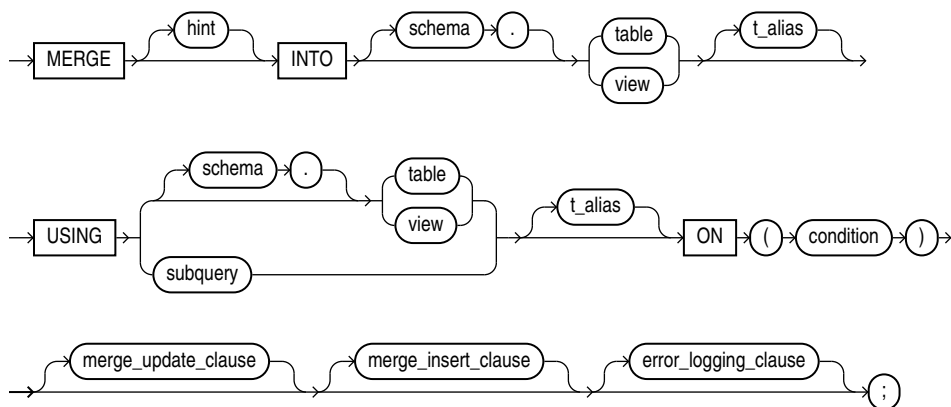 hint schema . table t_alias
MERGE INTO view
schema . table
USING view t_alias ON ( condition )
subquery
merge_update_clause merge_insert_clause error_logging_clause ;